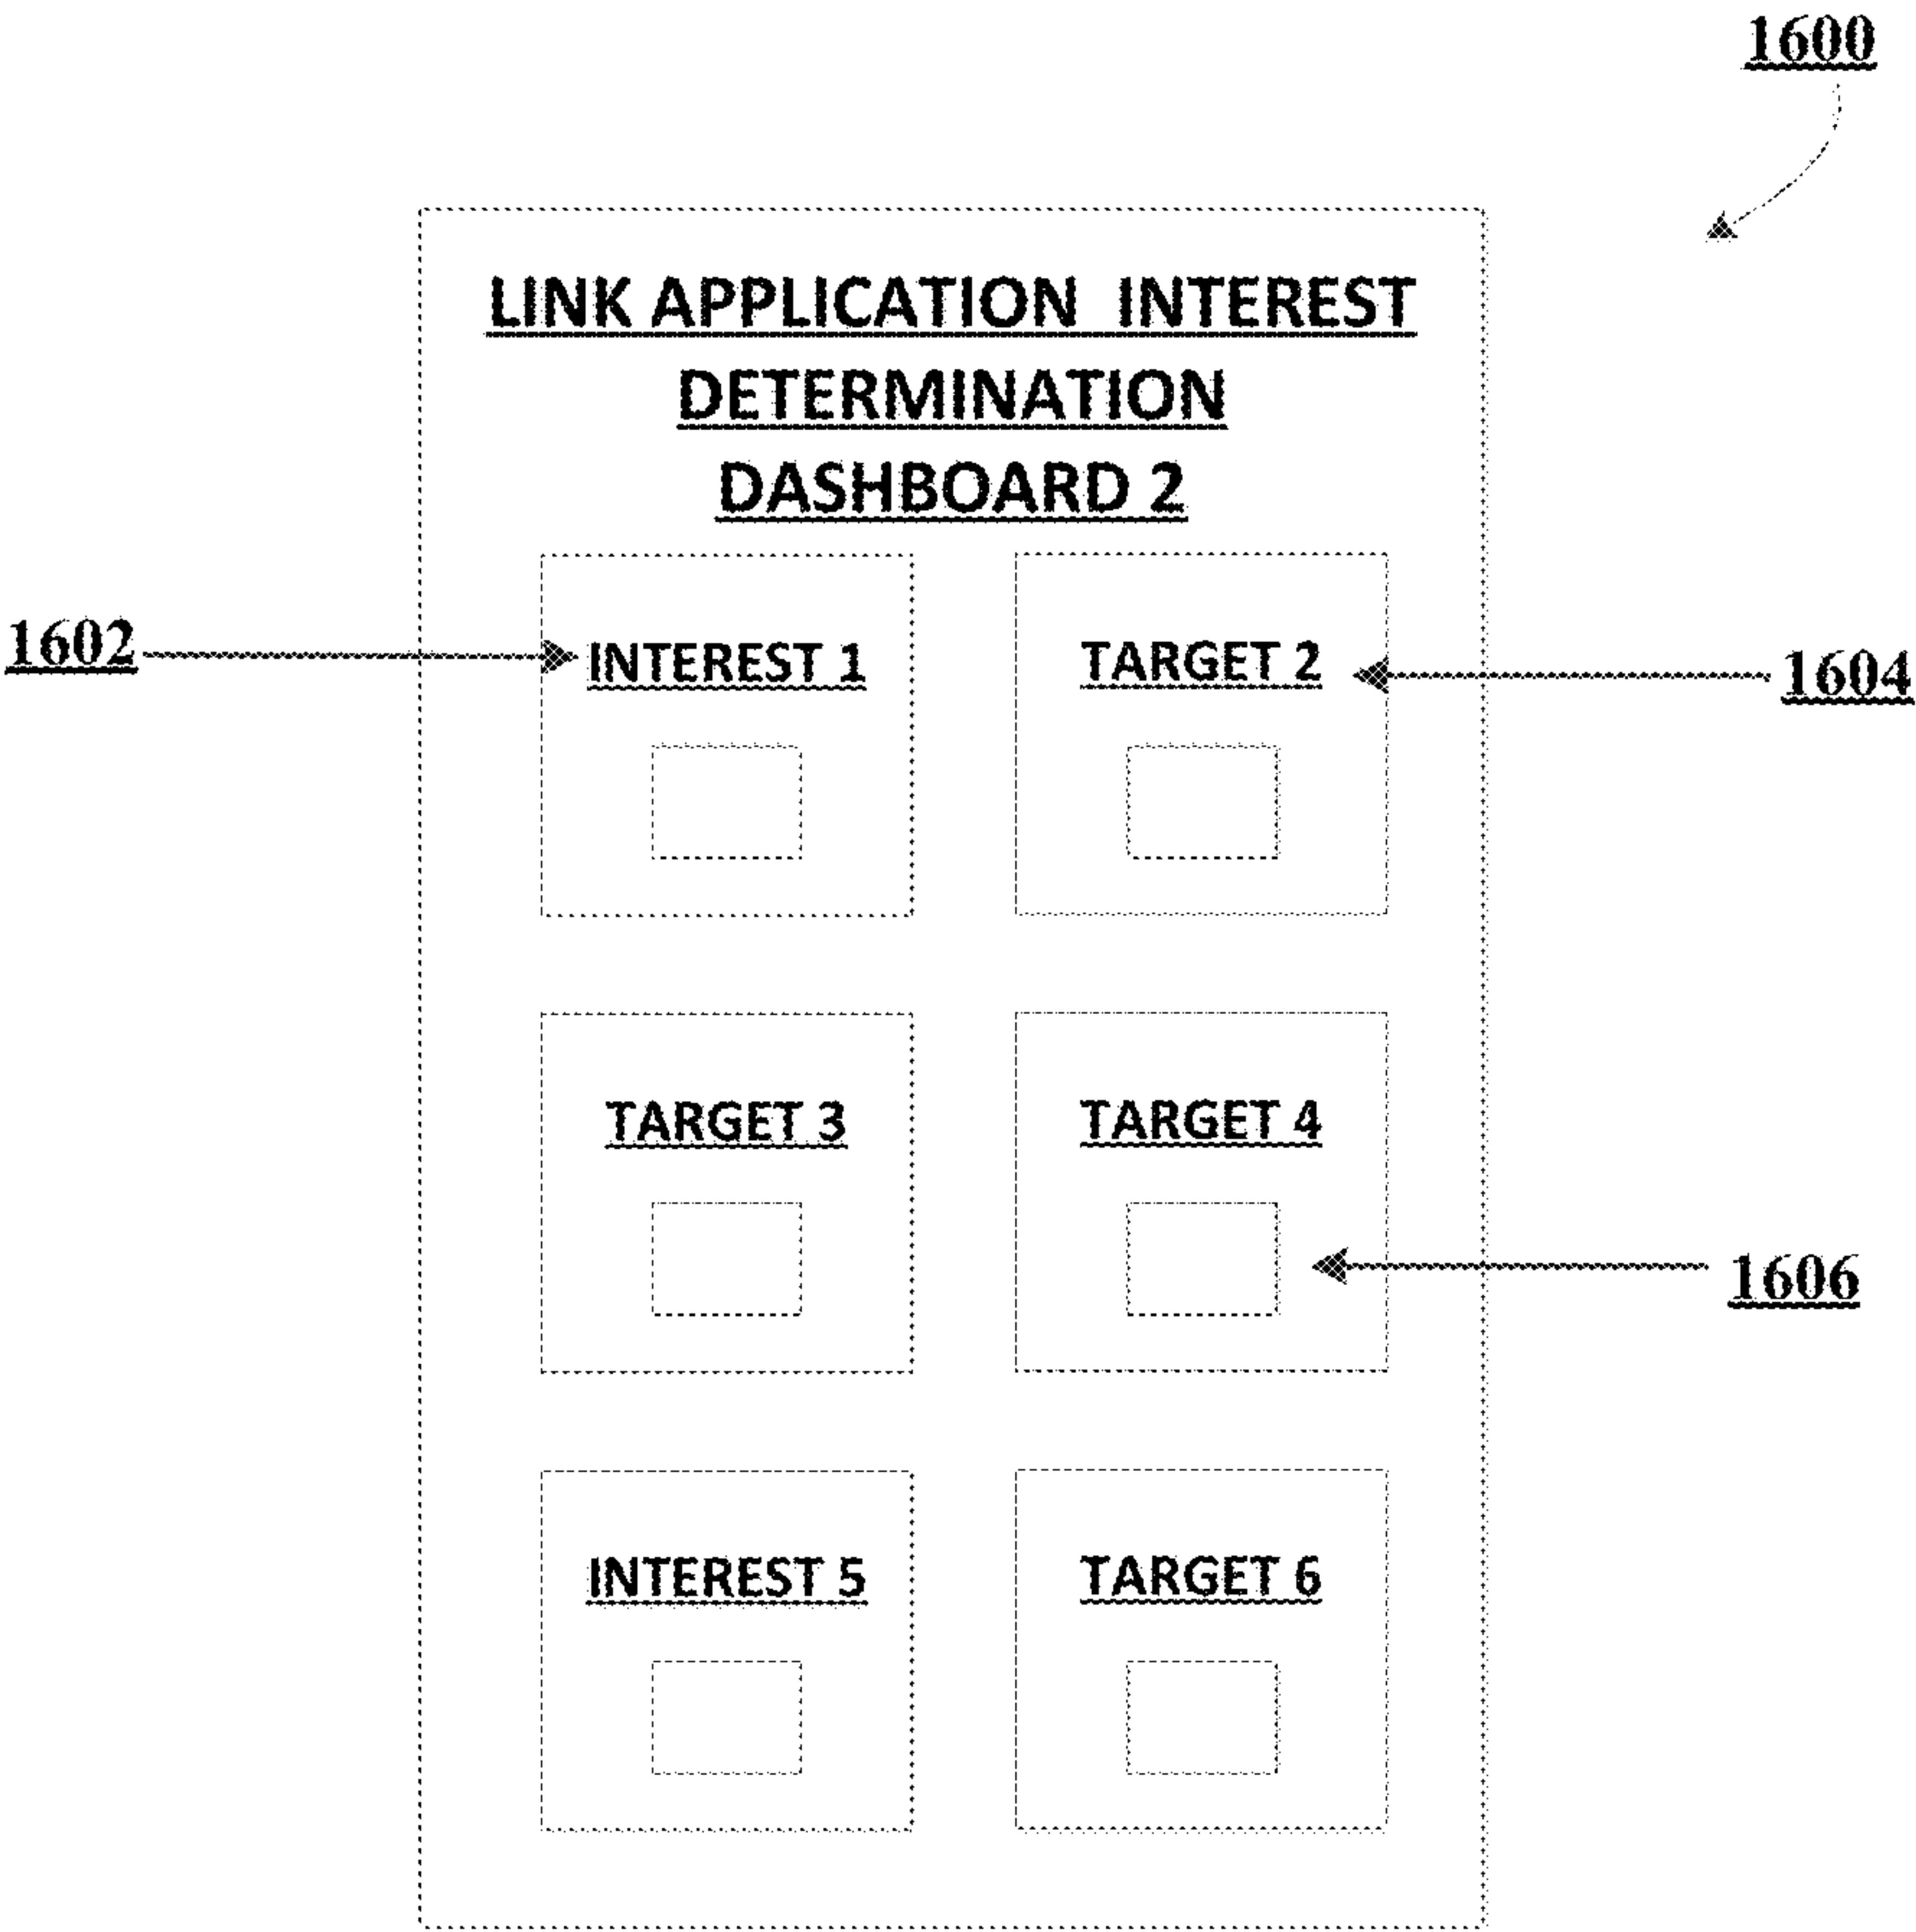 1600
LINK APPLICATION INTEREST
DETERMINATION
DASHBOARD 2
1602
INTEREST 1
TARGET 2
1604
TARGET 3
TARGET 4
1606
INTEREST 5
TARGET 6